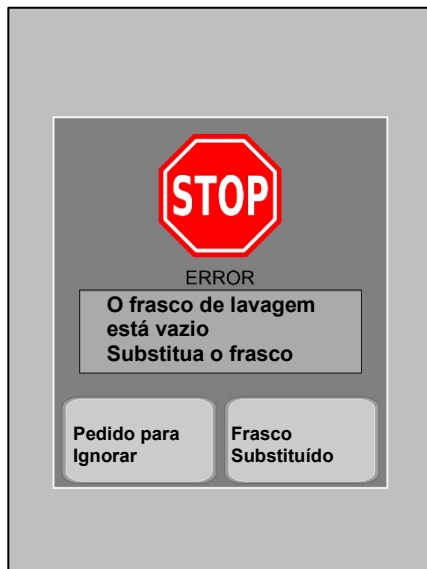 STOP
ERROR
O frasco de lavagem
está vazio
Substitua o frasco
Pedido para
Ignorar
Frasco
Substituído